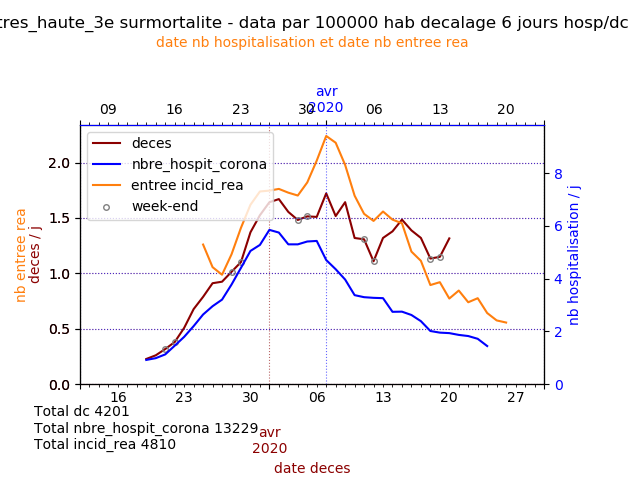 tres_haute_3e surmortalite - data par 100000 hab decalage 6 jours hosp/dc
date nb hospitalisation et date nb entree rea
avr
2020
09 16 23 30 06 13 20
deces
nbre_hospit_corona
entree incid_rea
week-end
nb entree rea
deces / j
nb hospitalisation / j
2.0
1.5
1.0
0.5
0.0
8
6
4
2
0
16 23 30 06 13 20 27
Total dc 4201
Total nbre_hospit_corona 13229
Total incid_rea 4810
avr
2020
date deces